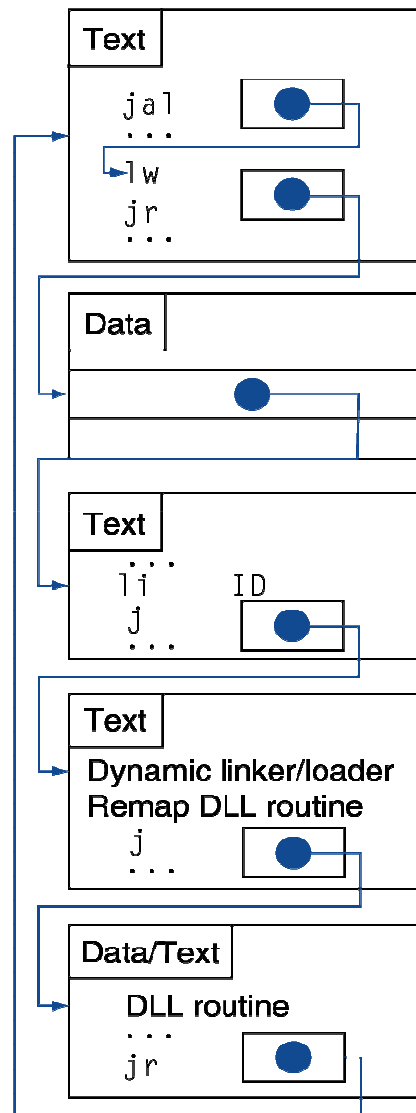 Text
jal
...
lw
jr
...
Data
Text
...
li ID
j
...
Text
Dynamic linker/loader
Remap DLL routine
j
...
Data/Text
DLL routine
...
jr